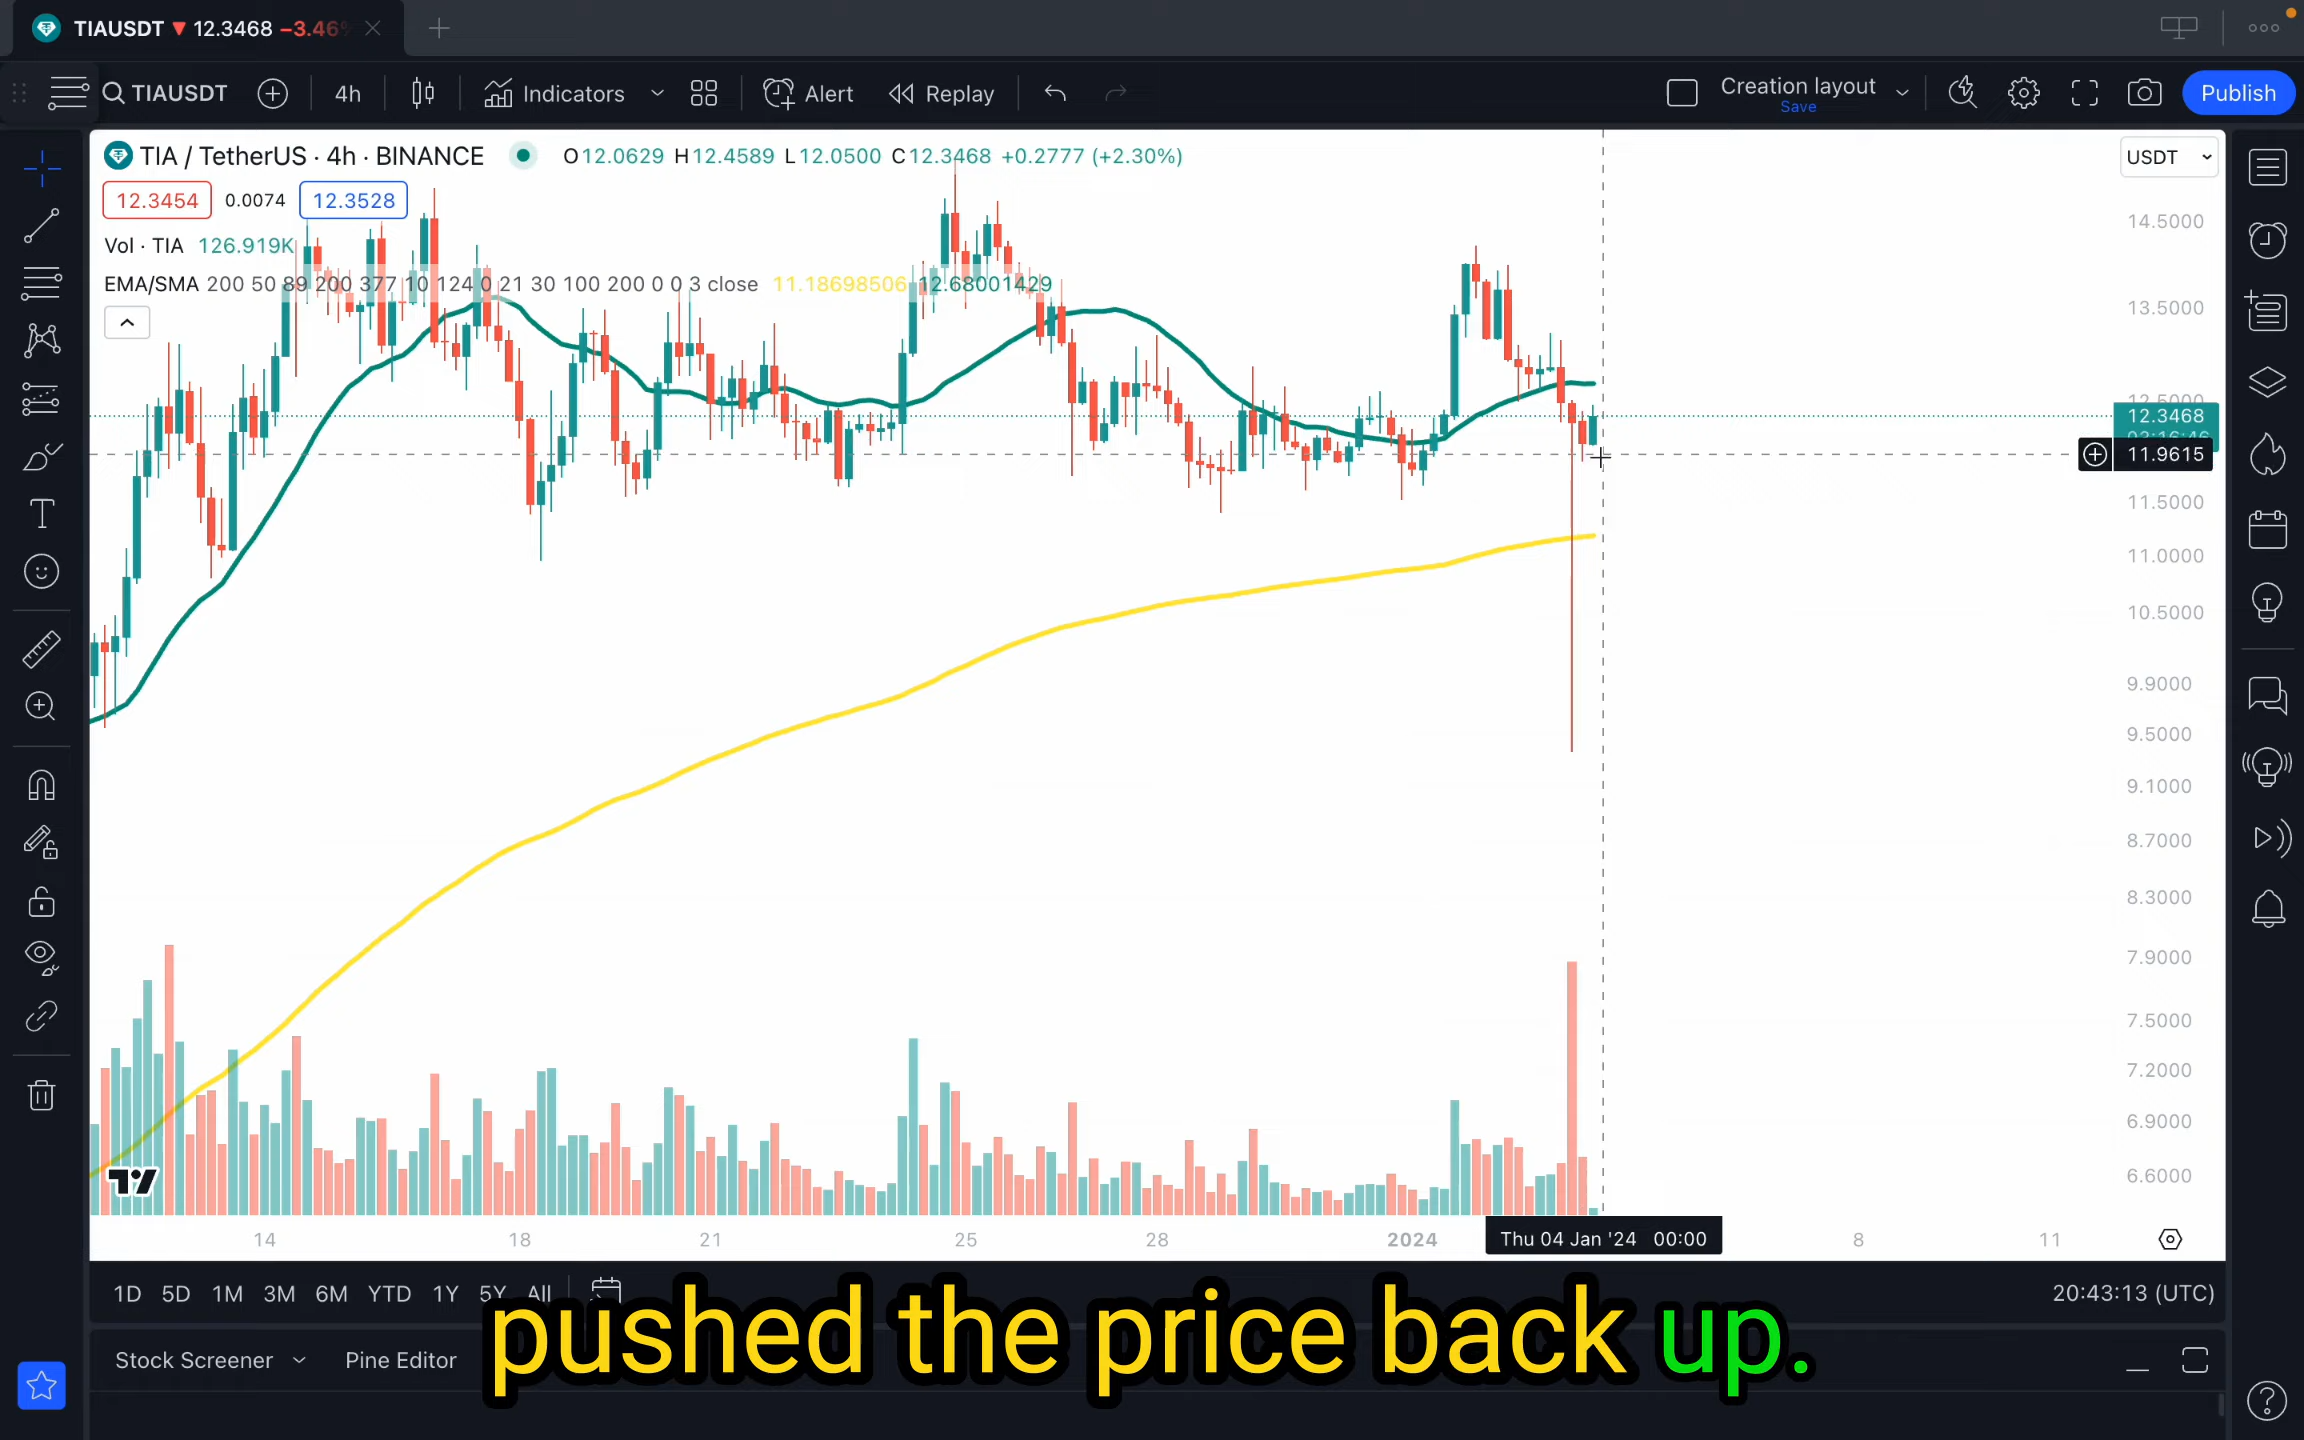 TIAUSDT 12.3468 −3.46%
TIAUSDT 4h Indicators Alert Replay Creation layout Publish
Save
TIA / TetherUS · 4h · BINANCE O12.0629 H12.4589 L12.0500 C12.3468 +0.2777 (+2.30%) USDT
12.3454 0.0074 12.3528
Vol · TIA 126.919K
EMA/SMA 200 50 89 200 377 10 124 0 21 30 100 200 0 0 3 close 11.18698506 12.68001429
14.5000
13.5000
12.5000
12.3468
11.9615
11.5000
11.0000
10.5000
9.9000
9.5000
9.1000
8.7000
8.3000
7.9000
7.5000
7.2000
6.9000
6.6000
14 18 21 25 28 2024 Thu 04 Jan '24 00:00 8 11
1D 5D 1M 3M 6M YTD 1Y 5Y All 20:43:13 (UTC)
pushed the price back up.
Stock Screener Pine Editor